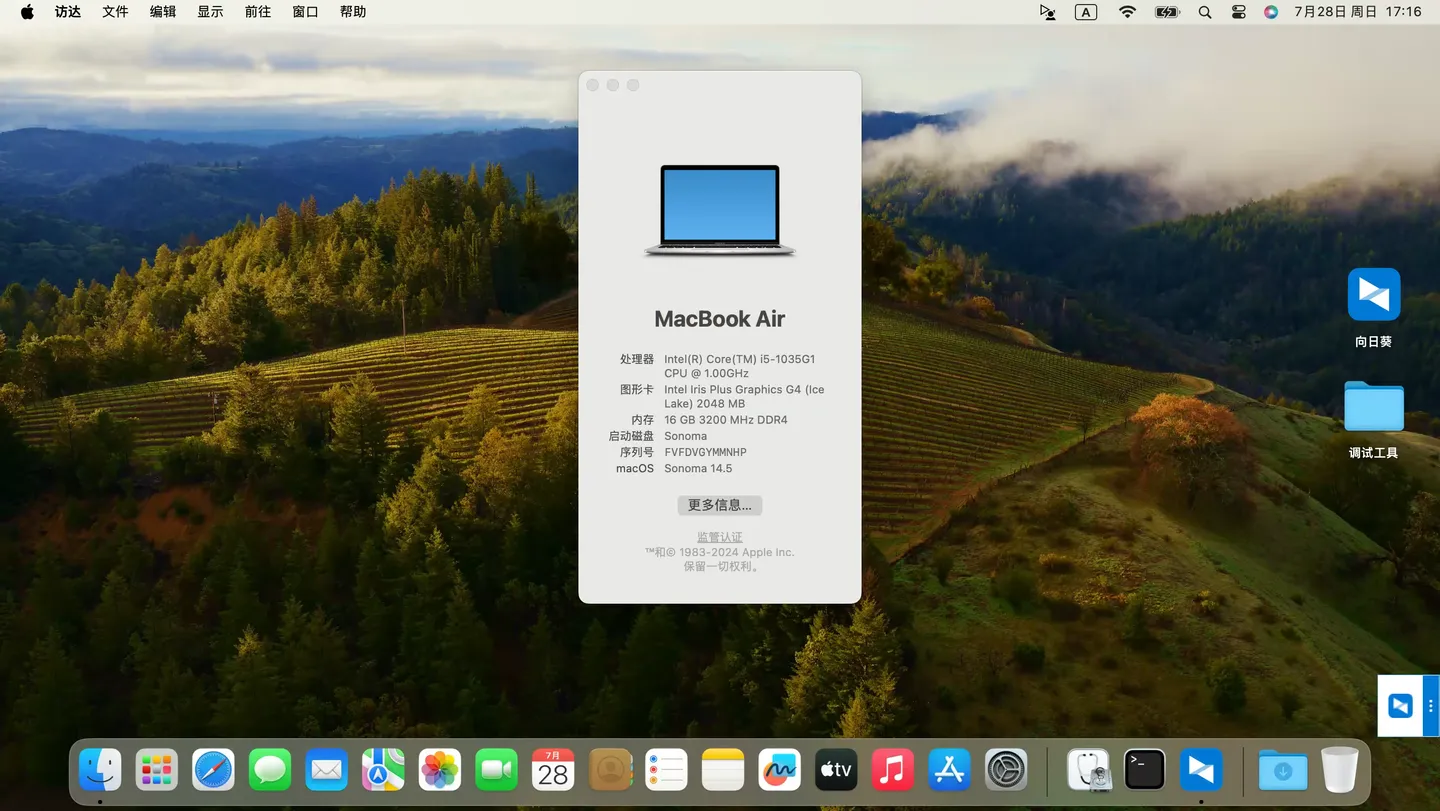 访达 文件 编辑 显示 前往 窗口 帮助 A 7月28日 周日 17:16
MacBook Air
处理器 Intel(R) Core(TM) i5-1035G1
CPU @ 1.00GHz
图形卡 Intel Iris Plus Graphics G4 (Ice
Lake) 2048 MB
内存 16 GB 3200 MHz DDR4
启动磁盘 Sonoma
序列号 FVFDVGYMMNHP
macOS Sonoma 14.5
更多信息...
监管认证
™和© 1983-2024 Apple Inc.
保留一切权利。
向日葵
调试工具
7月
28
tv
>_